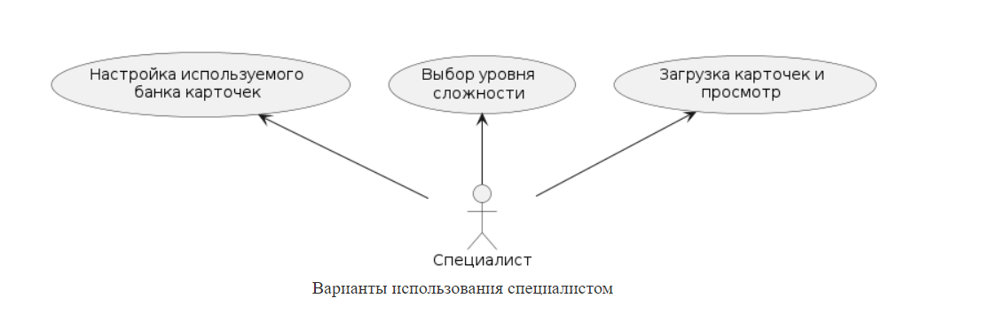 Настройка используемого
банка карточек
Выбор уровня
сложности
Загрузка карточек и
просмотр
Специалист
Варианты использования специалистом